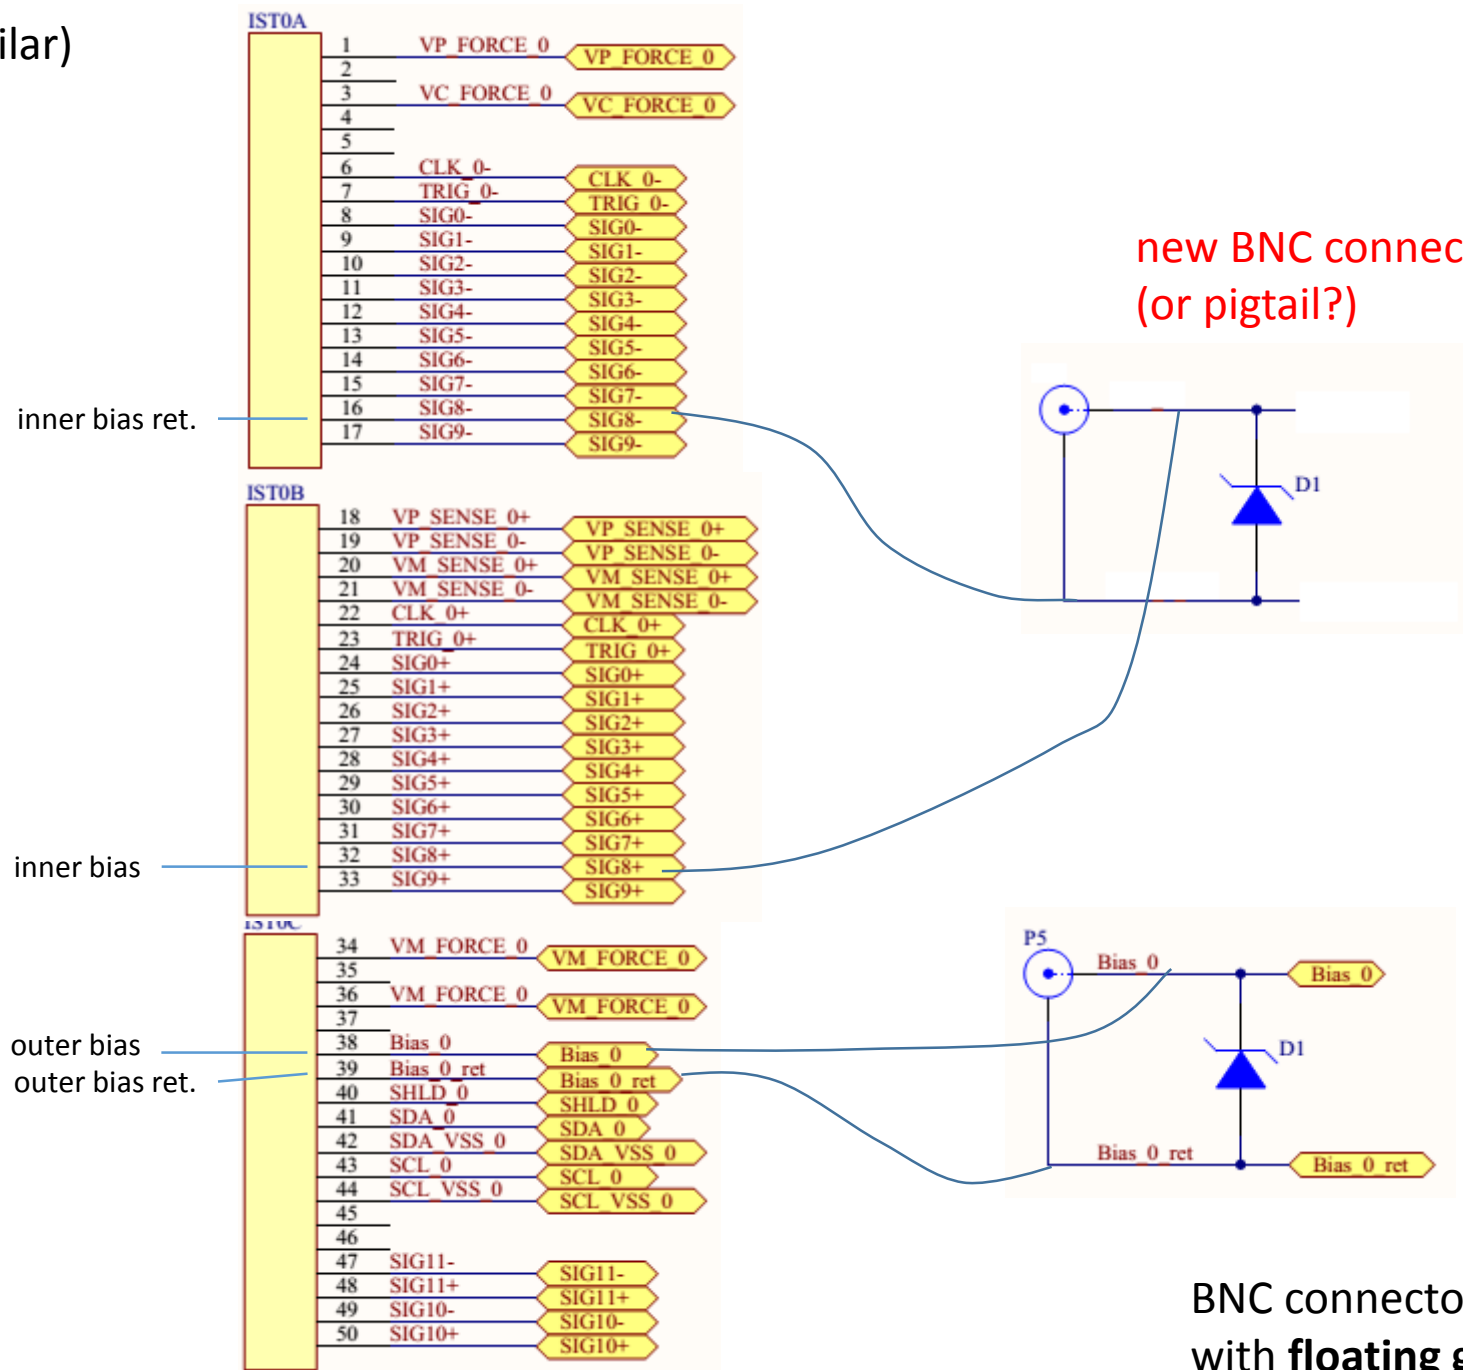 ilar)
IST0A
1 VP_FORCE_0 VP_FORCE_0
2
3 VC_FORCE_0 VC_FORCE_0
4
5
6 CLK_0- CLK_0-
7 TRIG_0- TRIG_0-
8 SIG0- SIG0-
9 SIG1- SIG1-
10 SIG2- SIG2-
11 SIG3- SIG3-
12 SIG4- SIG4-
13 SIG5- SIG5-
14 SIG6- SIG6-
15 SIG7- SIG7-
16 SIG8- SIG8-
17 SIG9- SIG9-
inner bias ret.
new BNC connec
(or pigtail?)
D1
IST0B
18 VP_SENSE_0+ VP_SENSE_0+
19 VP_SENSE_0- VP_SENSE_0-
20 VM_SENSE_0+ VM_SENSE_0+
21 VM_SENSE_0- VM_SENSE_0-
22 CLK_0+ CLK_0+
23 TRIG_0+ TRIG_0+
24 SIG0+ SIG0+
25 SIG1+ SIG1+
26 SIG2+ SIG2+
27 SIG3+ SIG3+
28 SIG4+ SIG4+
29 SIG5+ SIG5+
30 SIG6+ SIG6+
31 SIG7+ SIG7+
32 SIG8+ SIG8+
33 SIG9+ SIG9+
inner bias
IST0C
34 VM_FORCE_0 VM_FORCE_0
35
36 VM_FORCE_0 VM_FORCE_0
37
38 Bias_0 Bias_0
39 Bias_0_ret Bias_0_ret
40 SHLD_0 SHLD_0
41 SDA_0 SDA_0
42 SDA_VSS_0 SDA_VSS_0
43 SCL_0 SCL_0
44 SCL_VSS_0 SCL_VSS_0
45
46
47 SIG11- SIG11-
48 SIG11+ SIG11+
49 SIG10- SIG10-
50 SIG10+ SIG10+
outer bias
outer bias ret.
P5
Bias_0 Bias_0
D1
Bias_0_ret Bias_0_ret
BNC connecto
with floating g